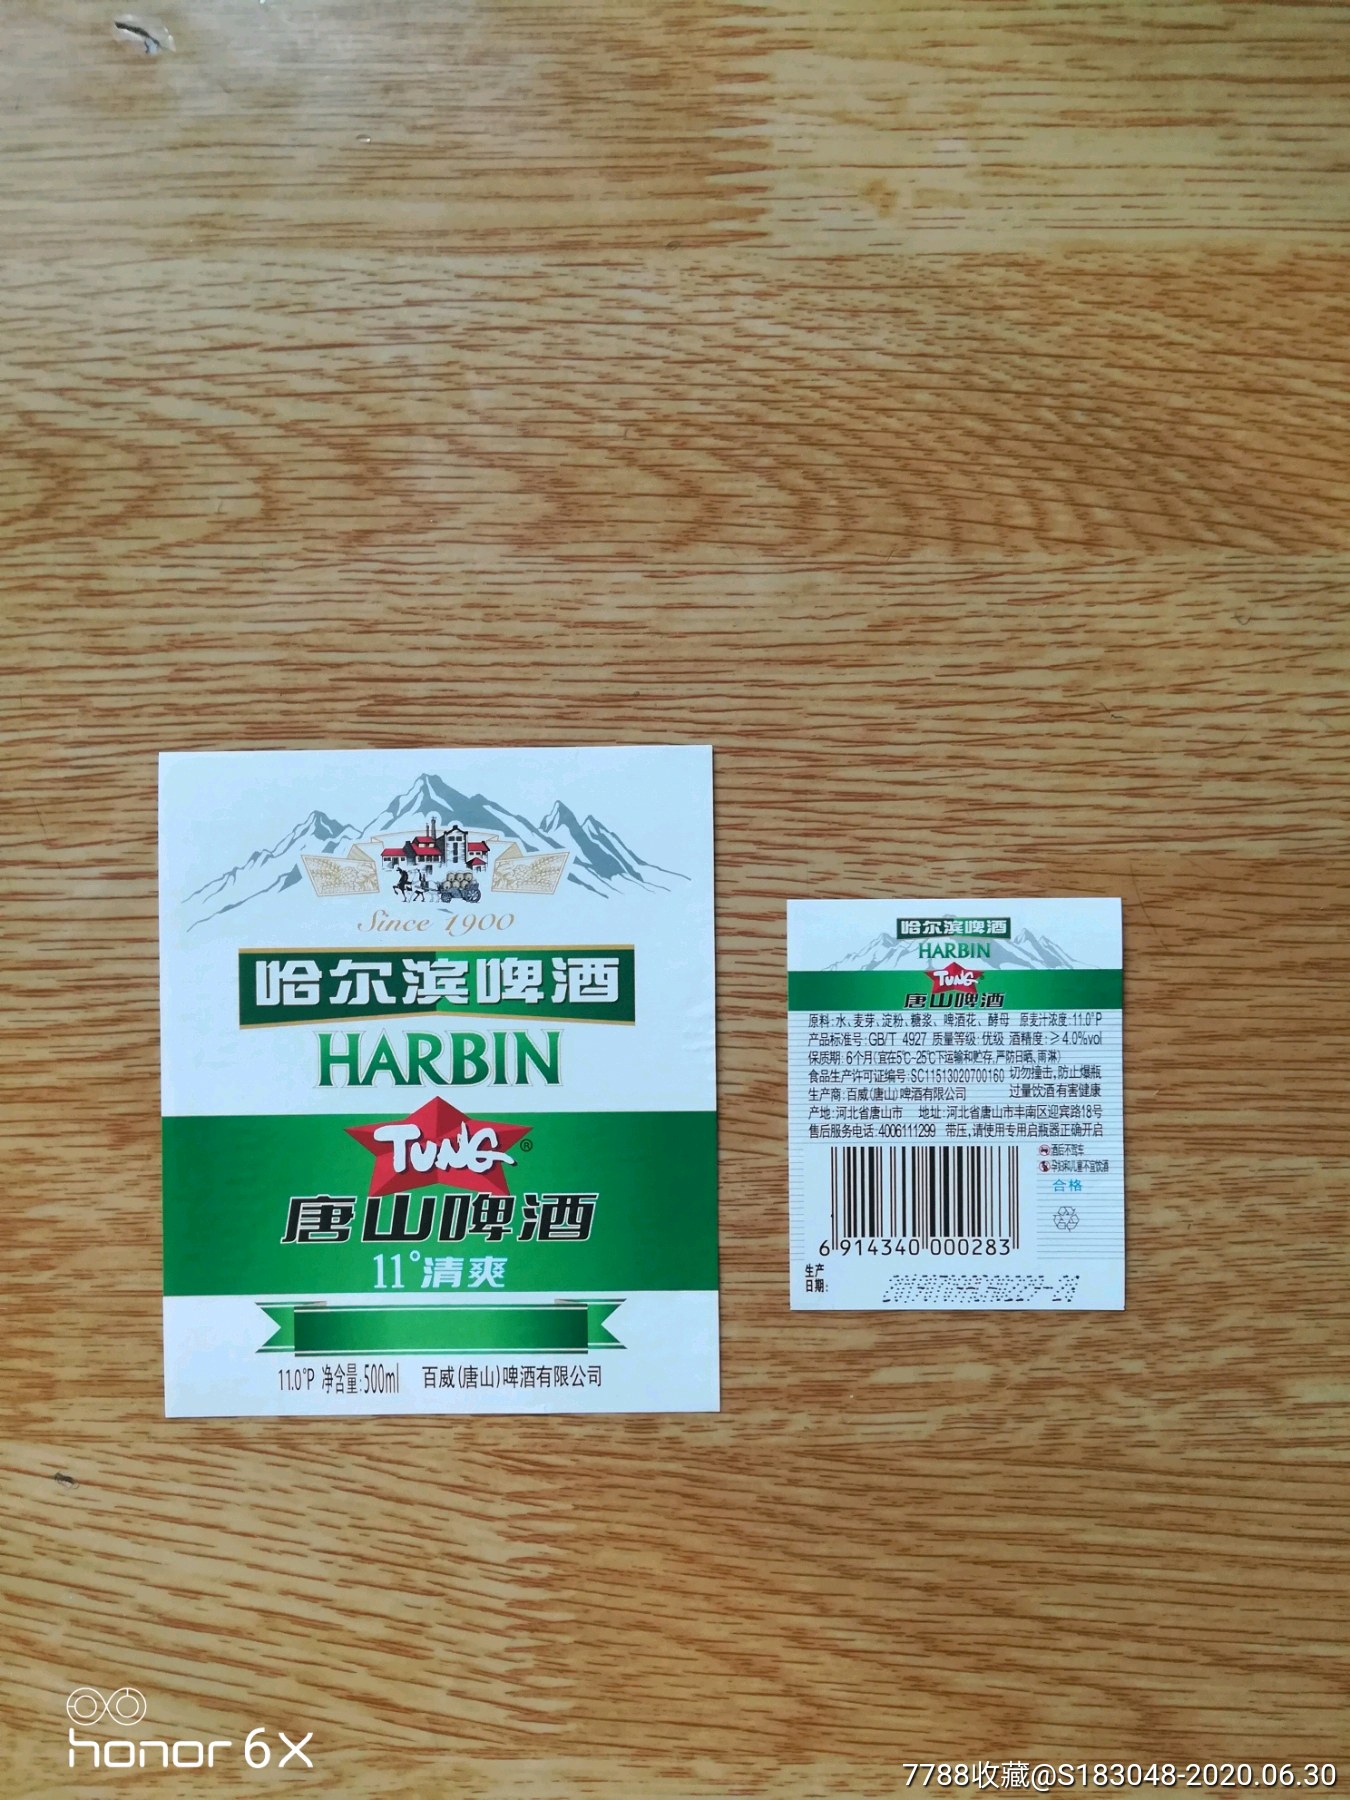 Since 1900
哈尔滨啤酒
HARBIN
TUNG®
唐山啤酒
11°清爽
11.0°P 净含量:500ml 百威(唐山)啤酒有限公司
哈尔滨啤酒
HARBIN
TUNG
唐山啤酒
原料:水、麦芽、淀粉、糖浆、啤酒花、酵母 原麦汁浓度:11.0°P
产品标准号:GB/T 4927 质量等级:优级 酒精度:≥4.0%vol
保质期:6个月(宜在5℃-25℃下运输和贮存,严防日晒、雨淋)
食品生产许可证编号:SC11513020700160 切勿撞击,防止爆瓶
生产商:百威(唐山)啤酒有限公司 过量饮酒有害健康
产地:河北省唐山市 地址:河北省唐山市丰南区迎宾路18号
售后服务电话:4006111299 带压,请使用专用启瓶器正确开启
酒后不驾车
孕妇和儿童不宜饮酒
合格
6 914340 000283
生产
日期:
honor 6X
7788收藏@S183048-2020.06.30